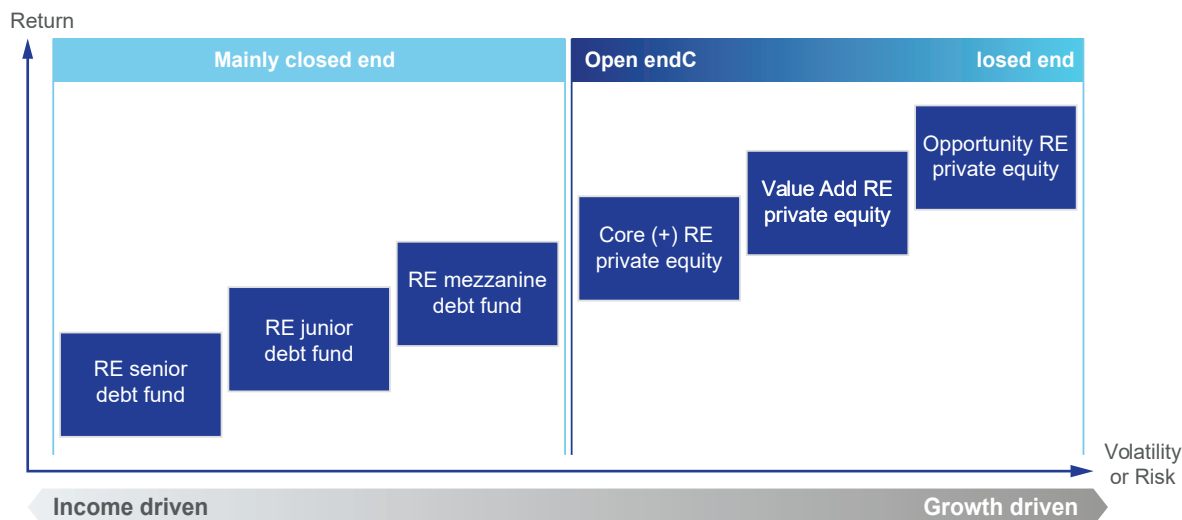 Return
Mainly closed end
Open endC
losed end
Opportunity RE
private equity
Value Add RE
private equity
Core (+) RE
private equity
RE mezzanine
debt fund
RE junior
debt fund
RE senior
debt fund
Volatility
or Risk
Income driven
Growth driven